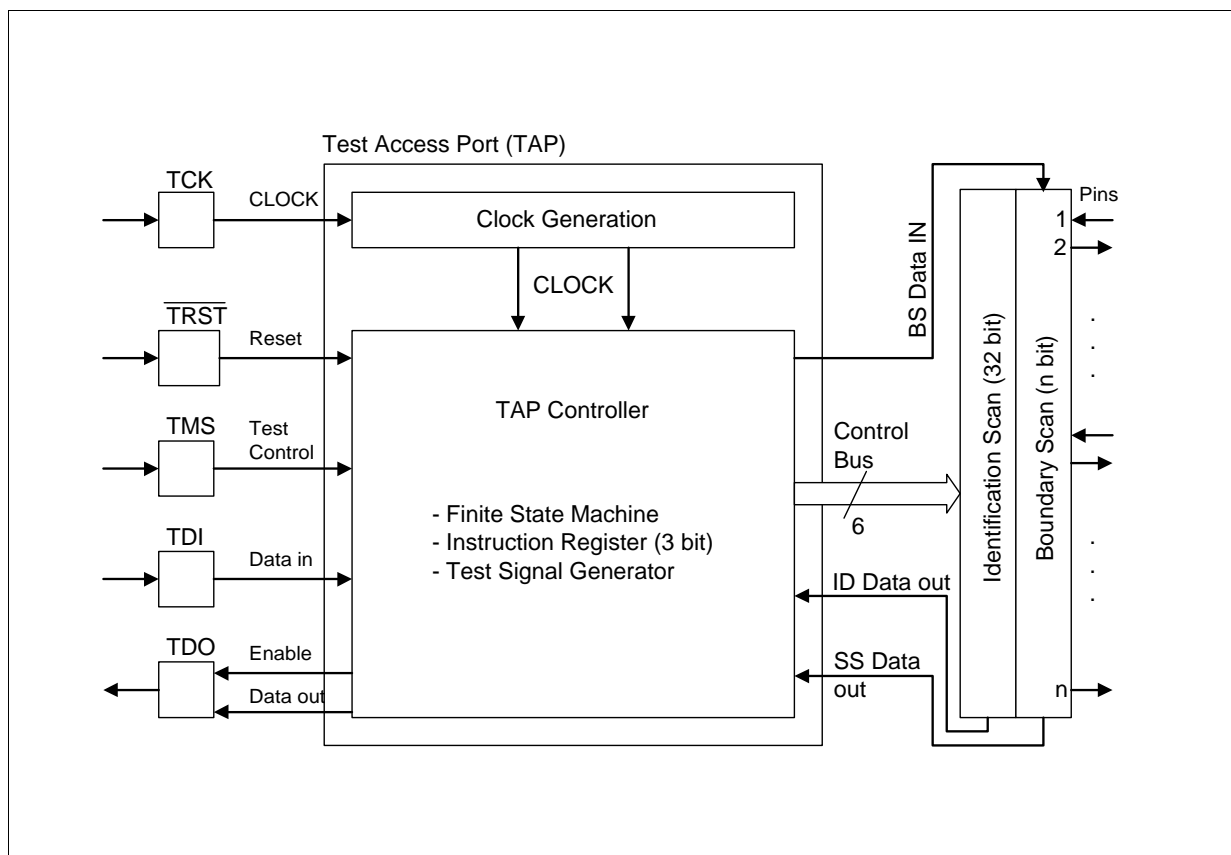 Test Access Port (TAP)
TCK
CLOCK
Clock Generation
CLOCK
TRST
Reset
TAP Controller
- Finite State Machine
- Instruction Register (3 bit)
- Test Signal Generator
TMS
Test
Control
TDI
Data in
TDO
Enable
Data out
BS Data IN
Control
Bus
6
ID Data out
SS Data
out
Identification Scan (32 bit)
Boundary Scan (n bit)
Pins
1
2
.
.
.
.
.
.
n